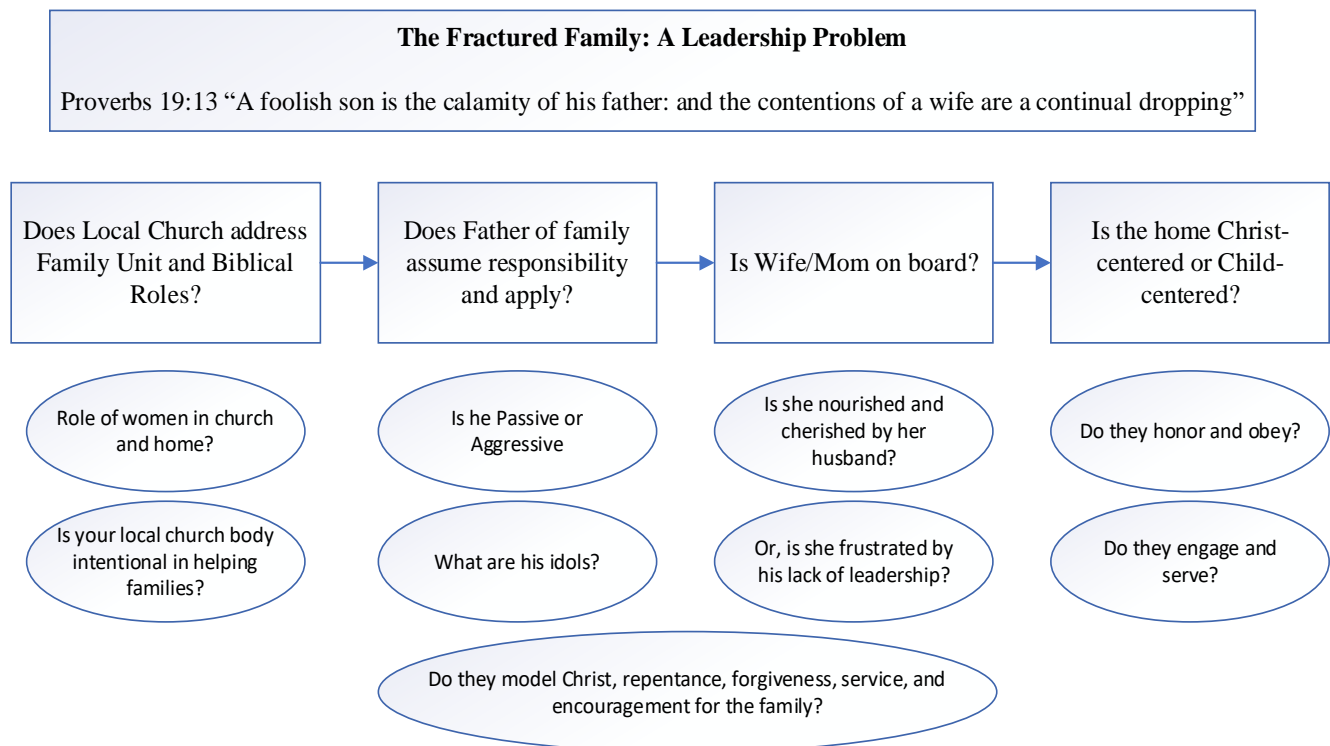 The Fractured Family: A Leadership Problem
Proverbs 19:13 “A foolish son is the calamity of his father: and the contentions of a wife are a continual dropping”
Does Local Church address
Family Unit and Biblical
Roles?
Does Father of family
assume responsibility
and apply?
Is Wife/Mom on board?
Is the home Christ-
centered or Child-
centered?
Role of women in church
and home?
Is he Passive or
Aggressive
Is she nourished and
cherished by her
husband?
Do they honor and obey?
Is your local church body
intentional in helping
families?
What are his idols?
Or, is she frustrated by
his lack of leadership?
Do they engage and
serve?
Do they model Christ, repentance, forgiveness, service, and
encouragement for the family?